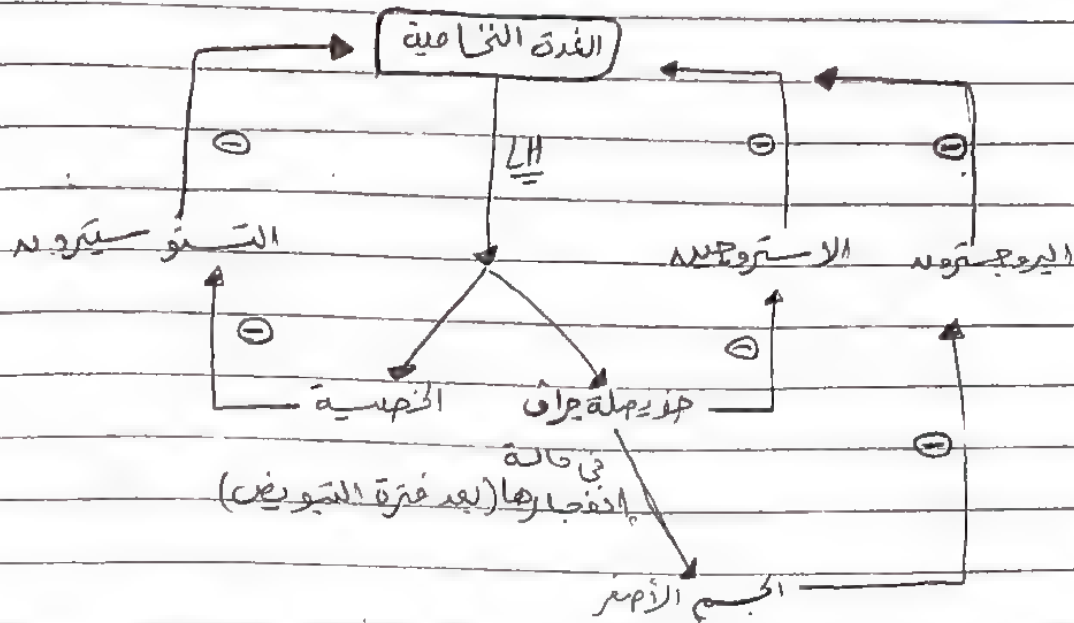 الغدة النخامية
⊖ ⊖ LH ⊖
البروجسترون الاستروجين التستوستيرون
⊖ ⊖
حويصلة جراف الخصية
⊖
في حالة
إنفجارها (بعد فترة التبويض)
الجسم الأصفر